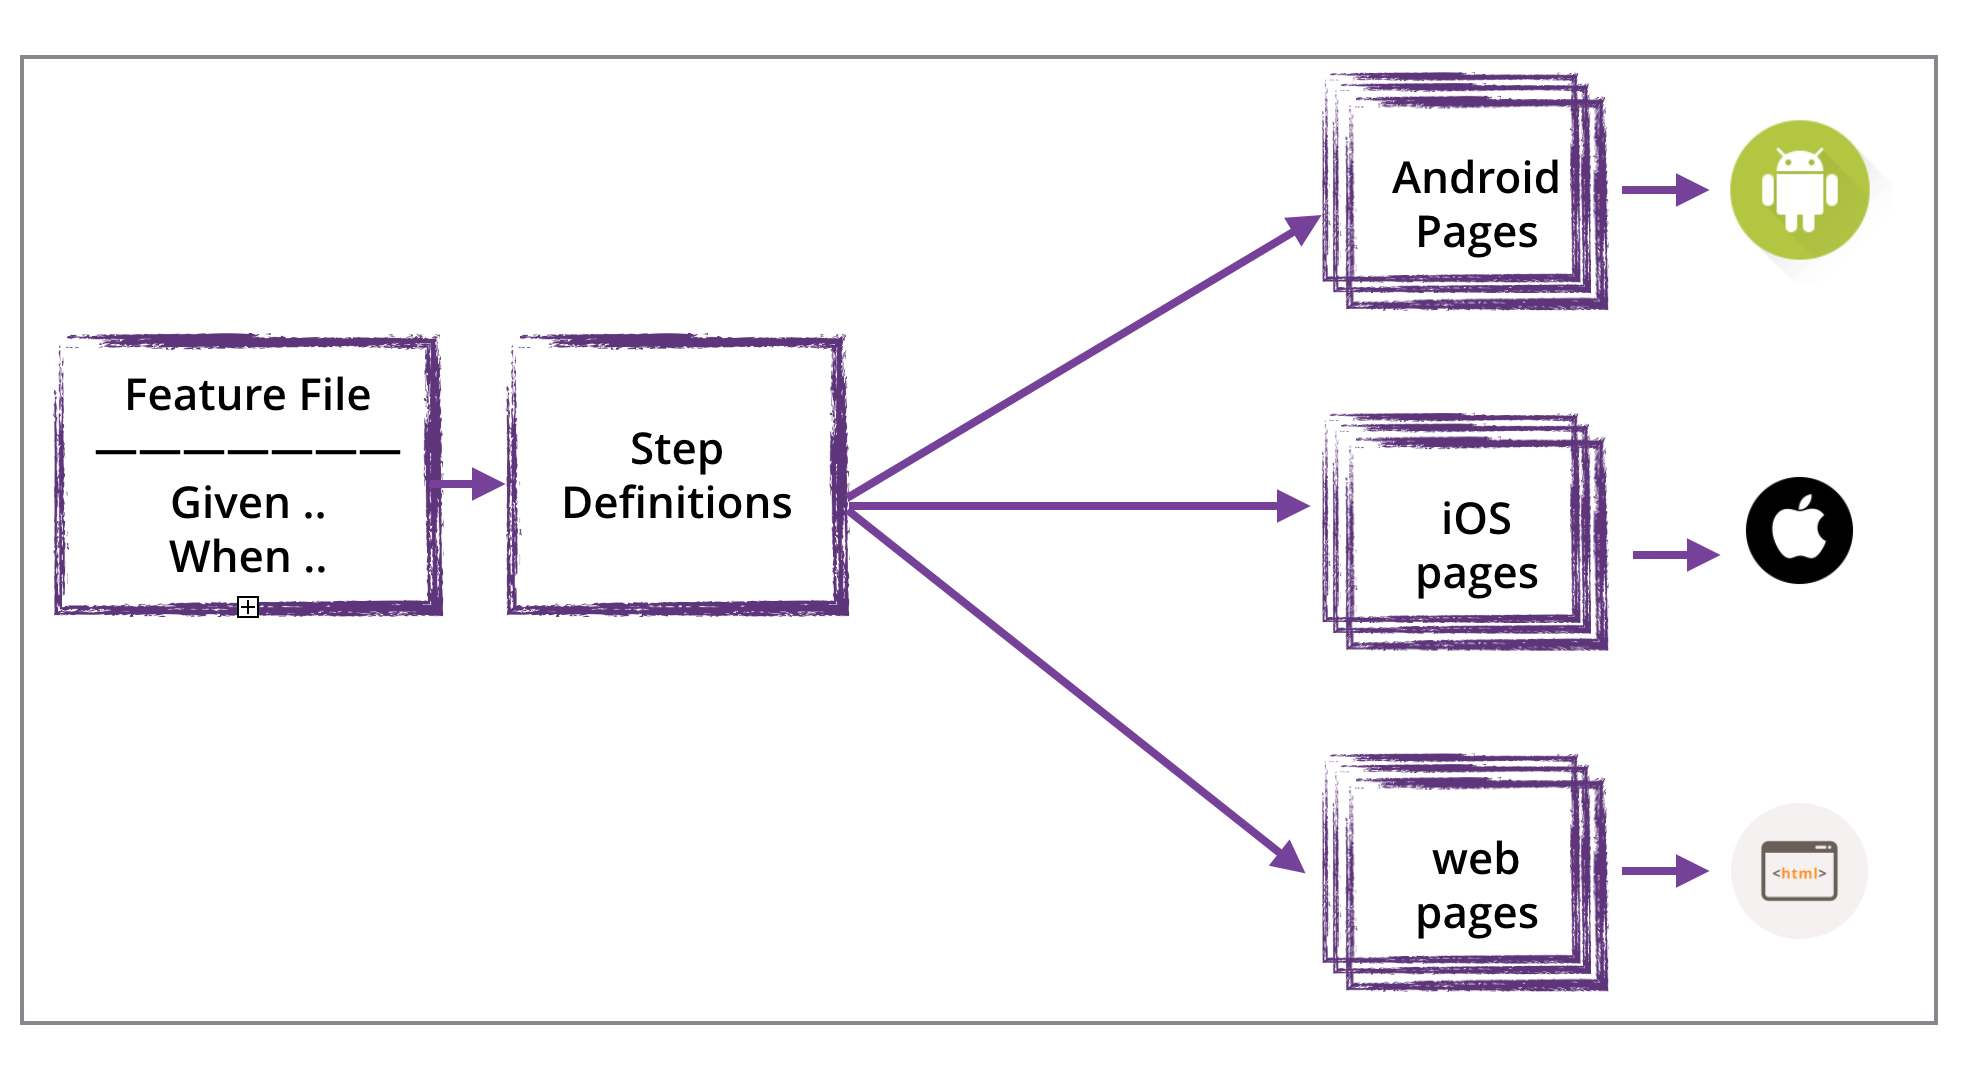 Feature File
———————
Given ..
When ..
Step
Definitions
Android
Pages
iOS
pages
web
pages
<html>